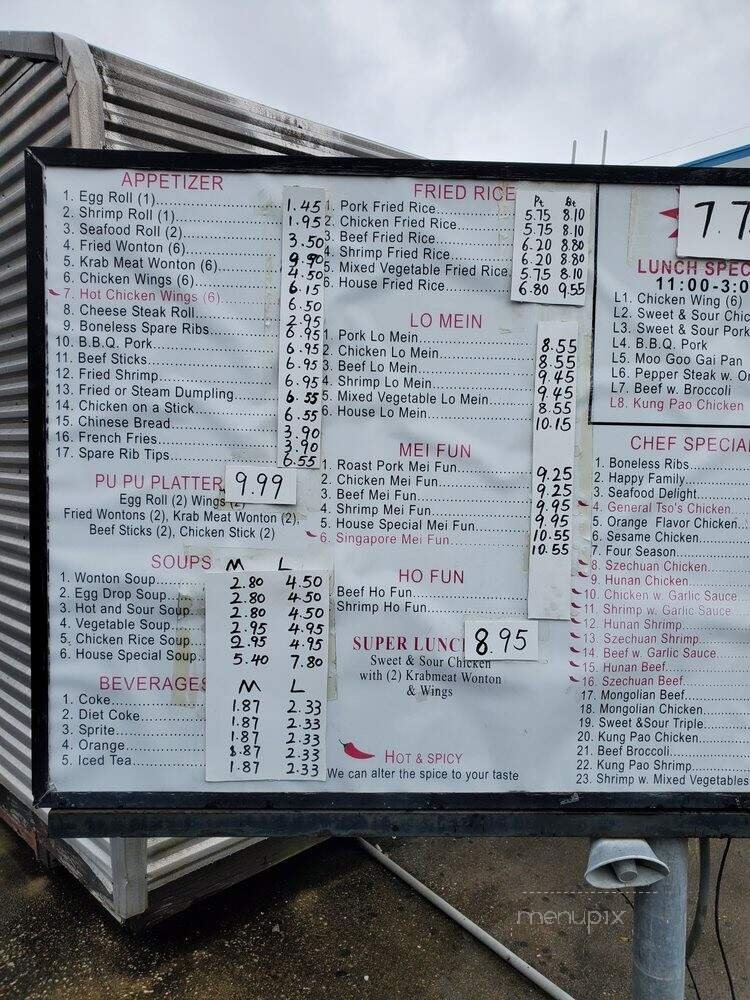 APPETIZER
1. Egg Roll (1) 1.45
2. Shrimp Roll (1) 1.95
3. Seafood Roll (2) 3.50
4. Fried Wonton (6)
5. Krab Meat Wonton (6) 4.50
6. Chicken Wings (6) 6.15
7. Hot Chicken Wings (6) 6.50
8. Cheese Steak Roll 2.95
9. Boneless Spare Ribs 6.95
10. B.B.Q. Pork 6.95
11. Beef Sticks 6.95
12. Fried Shrimp 6.95
13. Fried or Steam Dumpling 6.55
14. Chicken on a Stick 6.55
15. Chinese Bread 3.90
16. French Fries 3.90
17. Spare Rib Tips 6.55
PU PU PLATTER 9.99
Egg Roll (2) Wings (2)
Fried Wontons (2), Krab Meat Wonton (2),
Beef Sticks (2), Chicken Stick (2)
SOUPS M L
1. Wonton Soup 2.80 4.50
2. Egg Drop Soup 2.80 4.50
3. Hot and Sour Soup 2.80 4.50
4. Vegetable Soup 2.95 4.95
5. Chicken Rice Soup 2.95 4.95
6. House Special Soup 5.40 7.80
BEVERAGES M L
1. Coke 1.87 2.33
2. Diet Coke 1.87 2.33
3. Sprite 1.87 2.33
4. Orange 1.87 2.33
5. Iced Tea 1.87 2.33
FRIED RICE Pt Qt
1. Pork Fried Rice 5.75 8.10
2. Chicken Fried Rice 5.75 8.10
3. Beef Fried Rice 6.20 8.80
4. Shrimp Fried Rice 6.20 8.80
5. Mixed Vegetable Fried Rice 5.75 8.10
6. House Fried Rice 6.80 9.55
LO MEIN
1. Pork Lo Mein 8.55
2. Chicken Lo Mein 8.55
3. Beef Lo Mein 9.45
4. Shrimp Lo Mein 9.45
5. Mixed Vegetable Lo Mein 8.55
6. House Lo Mein 10.15
MEI FUN
1. Roast Pork Mei Fun 9.25
2. Chicken Mei Fun 9.25
3. Beef Mei Fun 9.95
4. Shrimp Mei Fun 9.95
5. House Special Mei Fun 10.55
6. Singapore Mei Fun 10.55
HO FUN
Beef Ho Fun
Shrimp Ho Fun
SUPER LUNC 8.95
Sweet & Sour Chicken
with (2) Krabmeat Wonton
& Wings
HOT & SPICY
We can alter the spice to your taste
7.7
LUNCH SPEC
11:00-3:0
L1. Chicken Wing (6)
L2. Sweet & Sour Chic
L3. Sweet & Sour Pork
L4. B.B.Q. Pork
L5. Moo Goo Gai Pan
L6. Pepper Steak w. On
L7. Beef w. Broccoli
L8. Kung Pao Chicken
CHEF SPECIA
1. Boneless Ribs
2. Happy Family
3. Seafood Delight
4. General Tso's Chicken
5. Orange Flavor Chicken
6. Sesame Chicken
7. Four Season
8. Szechuan Chicken
9. Hunan Chicken
10. Chicken w. Garlic Sauce
11. Shrimp w. Garlic Sauce
12. Hunan Shrimp
13. Szechuan Shrimp
14. Beef w. Garlic Sauce
15. Hunan Beef
16. Szechuan Beef
17. Mongolian Beef
18. Mongolian Chicken
19. Sweet &Sour Triple
20. Kung Pao Chicken
21. Beef Broccoli
22. Kung Pao Shrimp
23. Shrimp w. Mixed Vegetables
menupix